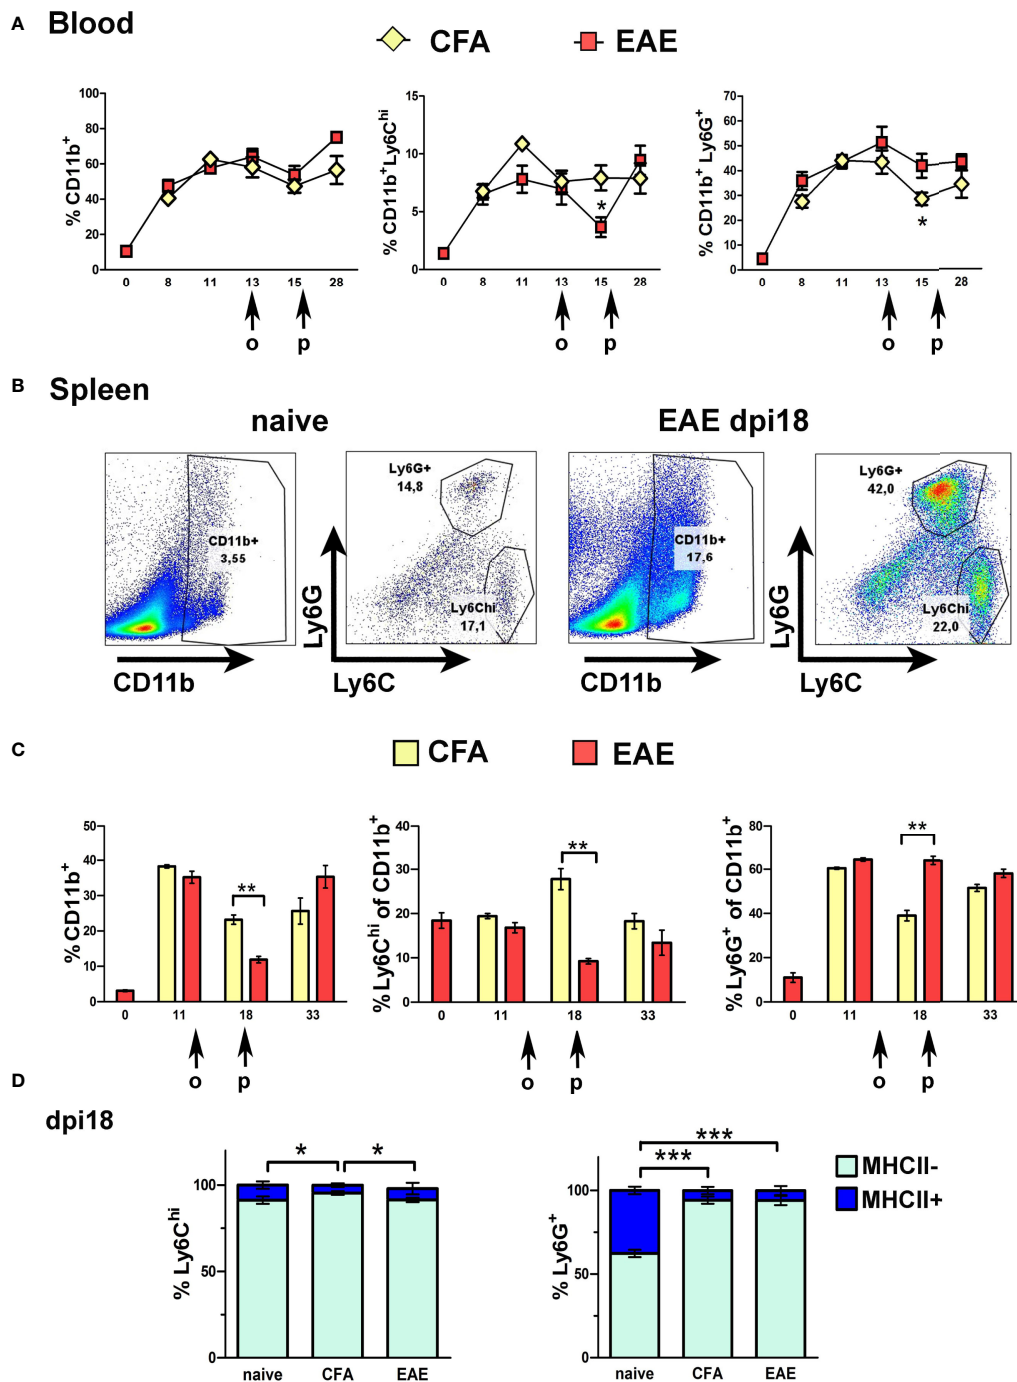 A Blood
CFA EAE
% CD11b+
100
80
60
40
20
0
0 8 11 13 15 28
o p
% CD11b+Ly6Chi
15
10
5
0
*
0 8 11 13 15 28
o p
% CD11b+Ly6G+
70
60
50
40
30
20
10
0
*
0 8 11 13 15 28
o p
B Spleen
naive EAE dpi18
CD11b+
3,55
CD11b
Ly6G+
14,8
Ly6Chi
17,1
Ly6G
Ly6C
CD11b+
17,6
CD11b
Ly6G+
42,0
Ly6Chi
22,0
Ly6G
Ly6C
C
CFA EAE
% CD11b+
50
40
30
20
10
0
**
0 11 18 33
o p
% Ly6Chi of CD11b+
40
30
20
10
0
**
0 11 18 33
o p
% Ly6G+ of CD11b+
80
60
40
20
0
**
0 11 18 33
o p
D
dpi18
% Ly6Chi
100
50
0
* *
naive CFA EAE
% Ly6G+
100
50
0
***
***
naive CFA EAE
MHCII-
MHCII+